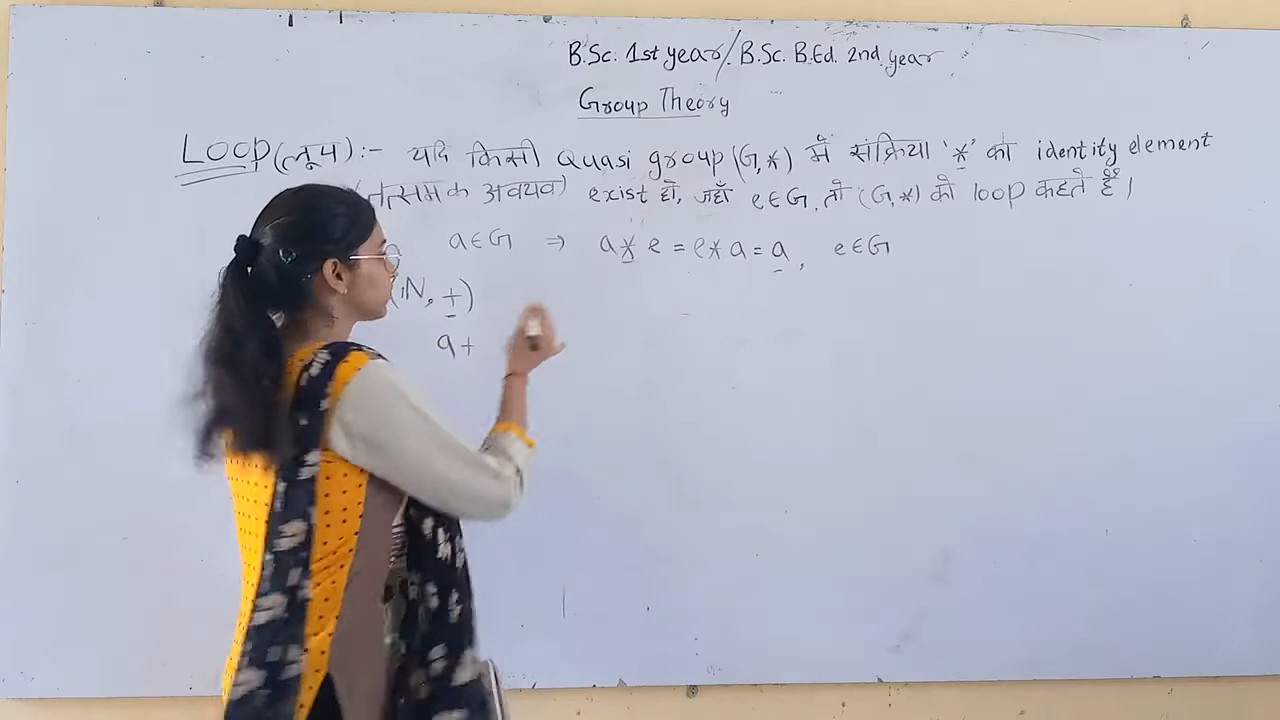 B.Sc. 1st year/B.Sc. B.Ed. 2nd year
Group Theory
Loop(लूप):- यदि किसी Quasi group (G,*) में संक्रिया '*' का identity element
(तत्समक अवयव) exist हो, जहाँ e∈G, तो (G,*) को loop कहते हैं।
a∈G ⇒ a*e = e*a = a, e∈G
(N, +)
a+